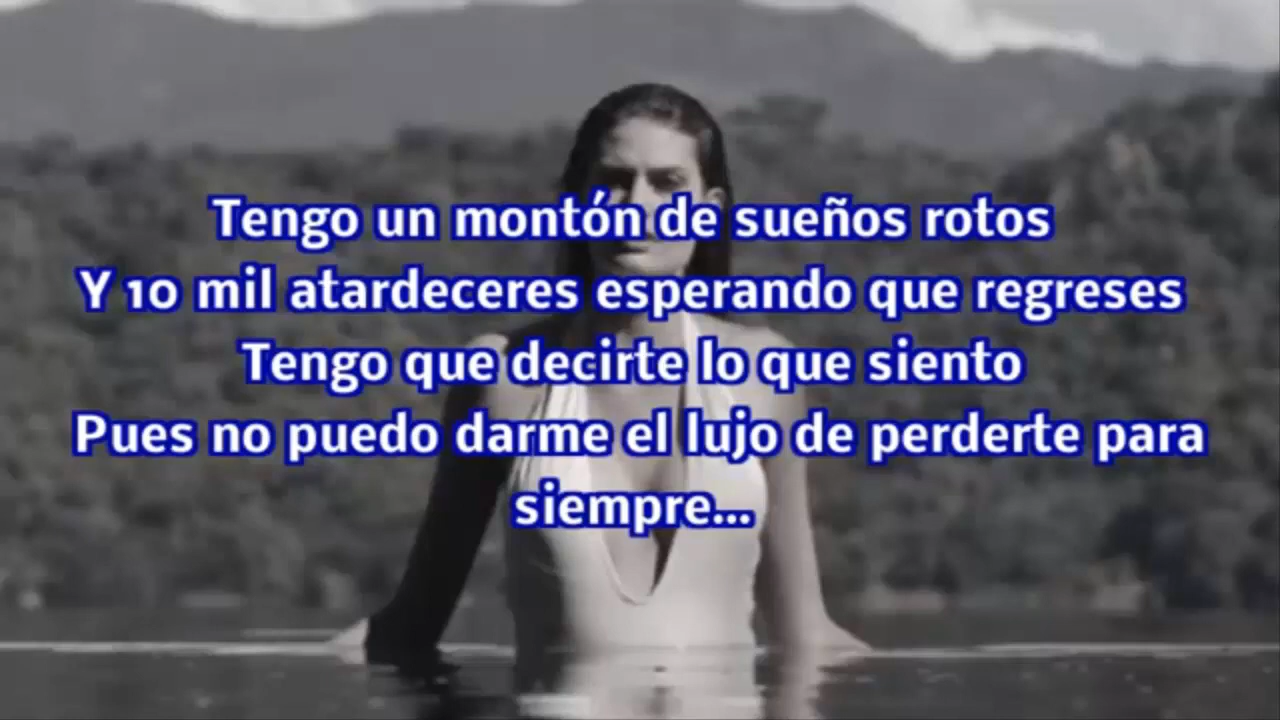 Tengo un montón de sueños rotos
Y 10 mil atardeceres esperando que regreses
Tengo que decirte lo que siento
Pues no puedo darme el lujo de perderte para
siempre...